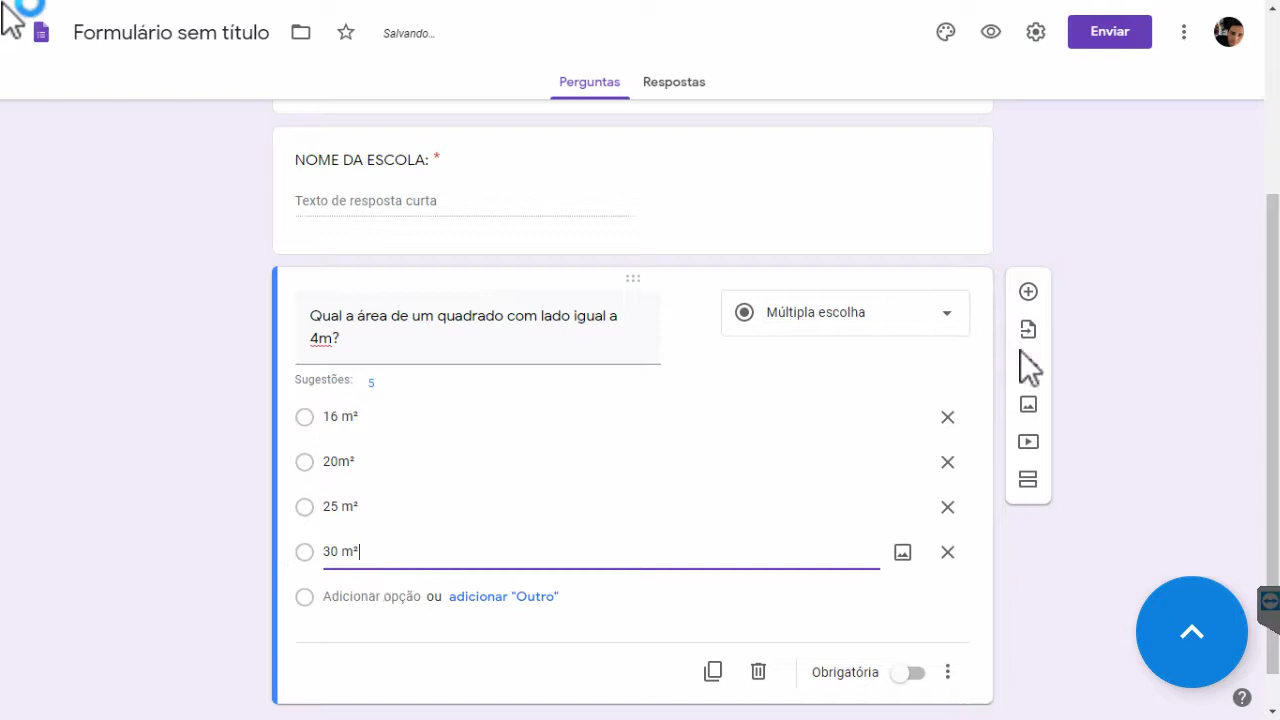 Formulário sem título
Salvando...
Enviar
Perguntas
Respostas
NOME DA ESCOLA: *
Texto de resposta curta
Qual a área de um quadrado com lado igual a
4m?
Múltipla escolha
Sugestões: 5
16 m²
20m²
25 m²
30 m²
Adicionar opção ou adicionar "Outro"
Obrigatória